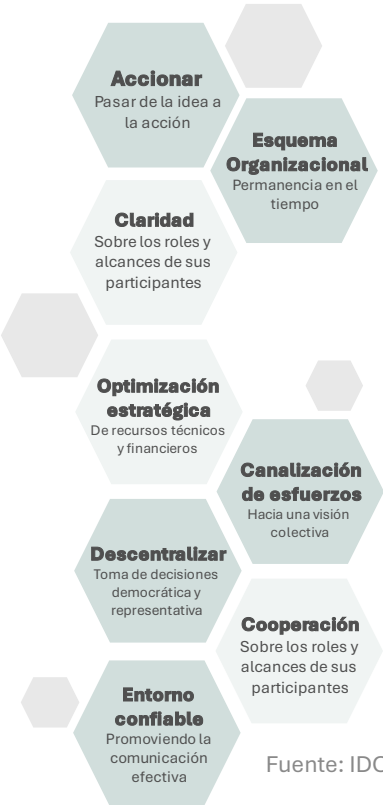 Accionar
Pasar de la idea a
la acción
Esquema
Organizacional
Permanencia en el
tiempo
Claridad
Sobre los roles y
alcances de sus
participantes
Optimización
estratégica
De recursos técnicos
y financieros
Canalización
de esfuerzos
Hacia una visión
colectiva
Descentralizar
Toma de decisiones
democrática y
representativa
Cooperación
Sobre los roles y
alcances de sus
participantes
Entorno
confiable
Promoviendo la
comunicación
efectiva
Fuente: IDC